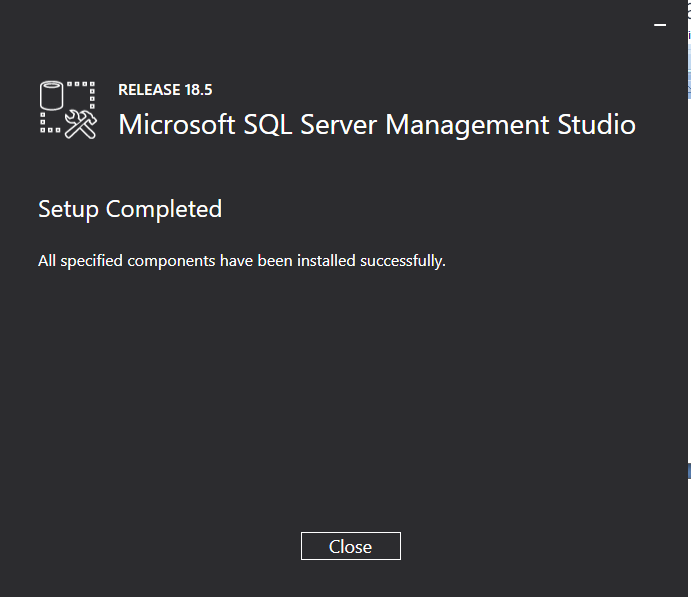 RELEASE 18.5
Microsoft SQL Server Management Studio
Setup Completed
All specified components have been installed successfully.
Close